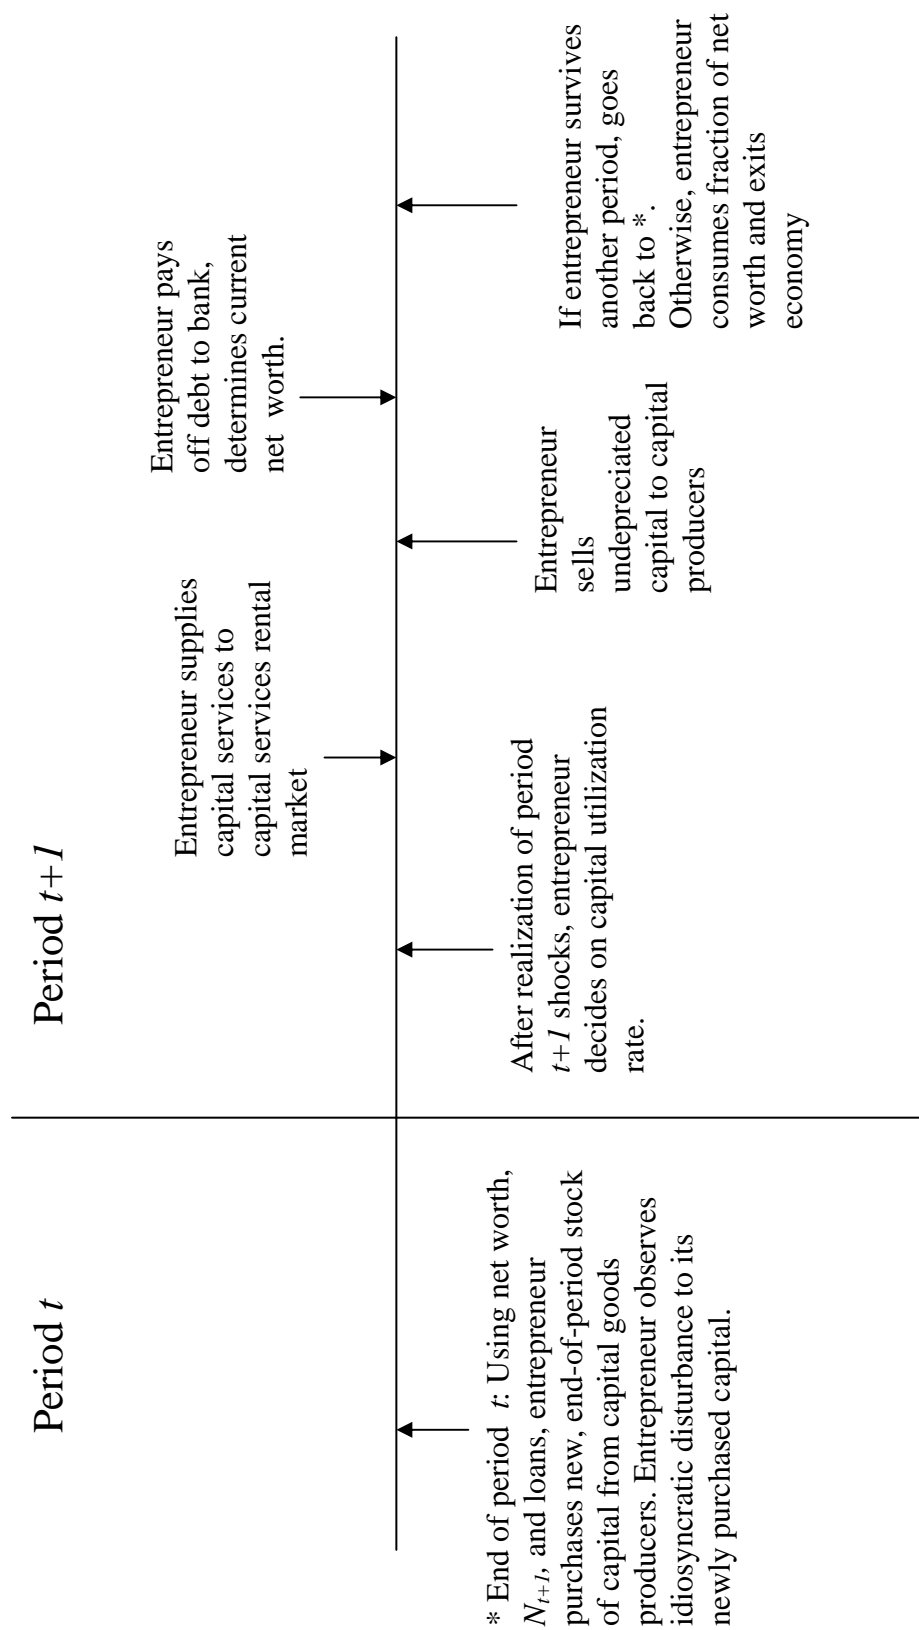 Period t
Period t+1
* End of period t: Using net worth,
N_{t+1}, and loans, entrepreneur
purchases new, end-of-period stock
of capital from capital goods
producers. Entrepreneur observes
idiosyncratic disturbance to its
newly purchased capital.
After realization of period
t+1 shocks, entrepreneur
decides on capital utilization
rate.
Entrepreneur supplies
capital services to
capital services rental
market
Entrepreneur
sells
undepreciated
capital to capital
producers
Entrepreneur pays
off debt to bank,
determines current
net worth.
If entrepreneur survives
another period, goes
back to *.
Otherwise, entrepreneur
consumes fraction of net
worth and exits
economy